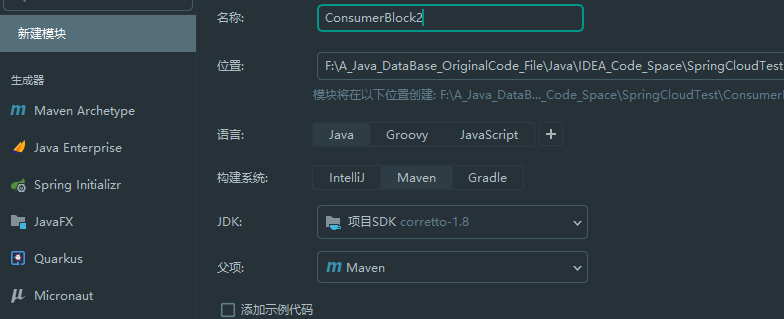 新建模块
生成器
Maven Archetype
Java Enterprise
Spring Initializr
JavaFX
Quarkus
Micronaut
名称: ConsumerBlock2
位置: F:\A_Java_DataBase_OriginalCode_File\Java\IDEA_Code_Space\SpringCloudTest
模块将在以下位置创建: F:\A_Java_DataB..._Code_Space\SpringCloudTest\Consumer
语言: Java Groovy JavaScript +
构建系统: IntelliJ Maven Gradle
JDK: 项目SDK corretto-1.8
父项: Maven
添加示例代码